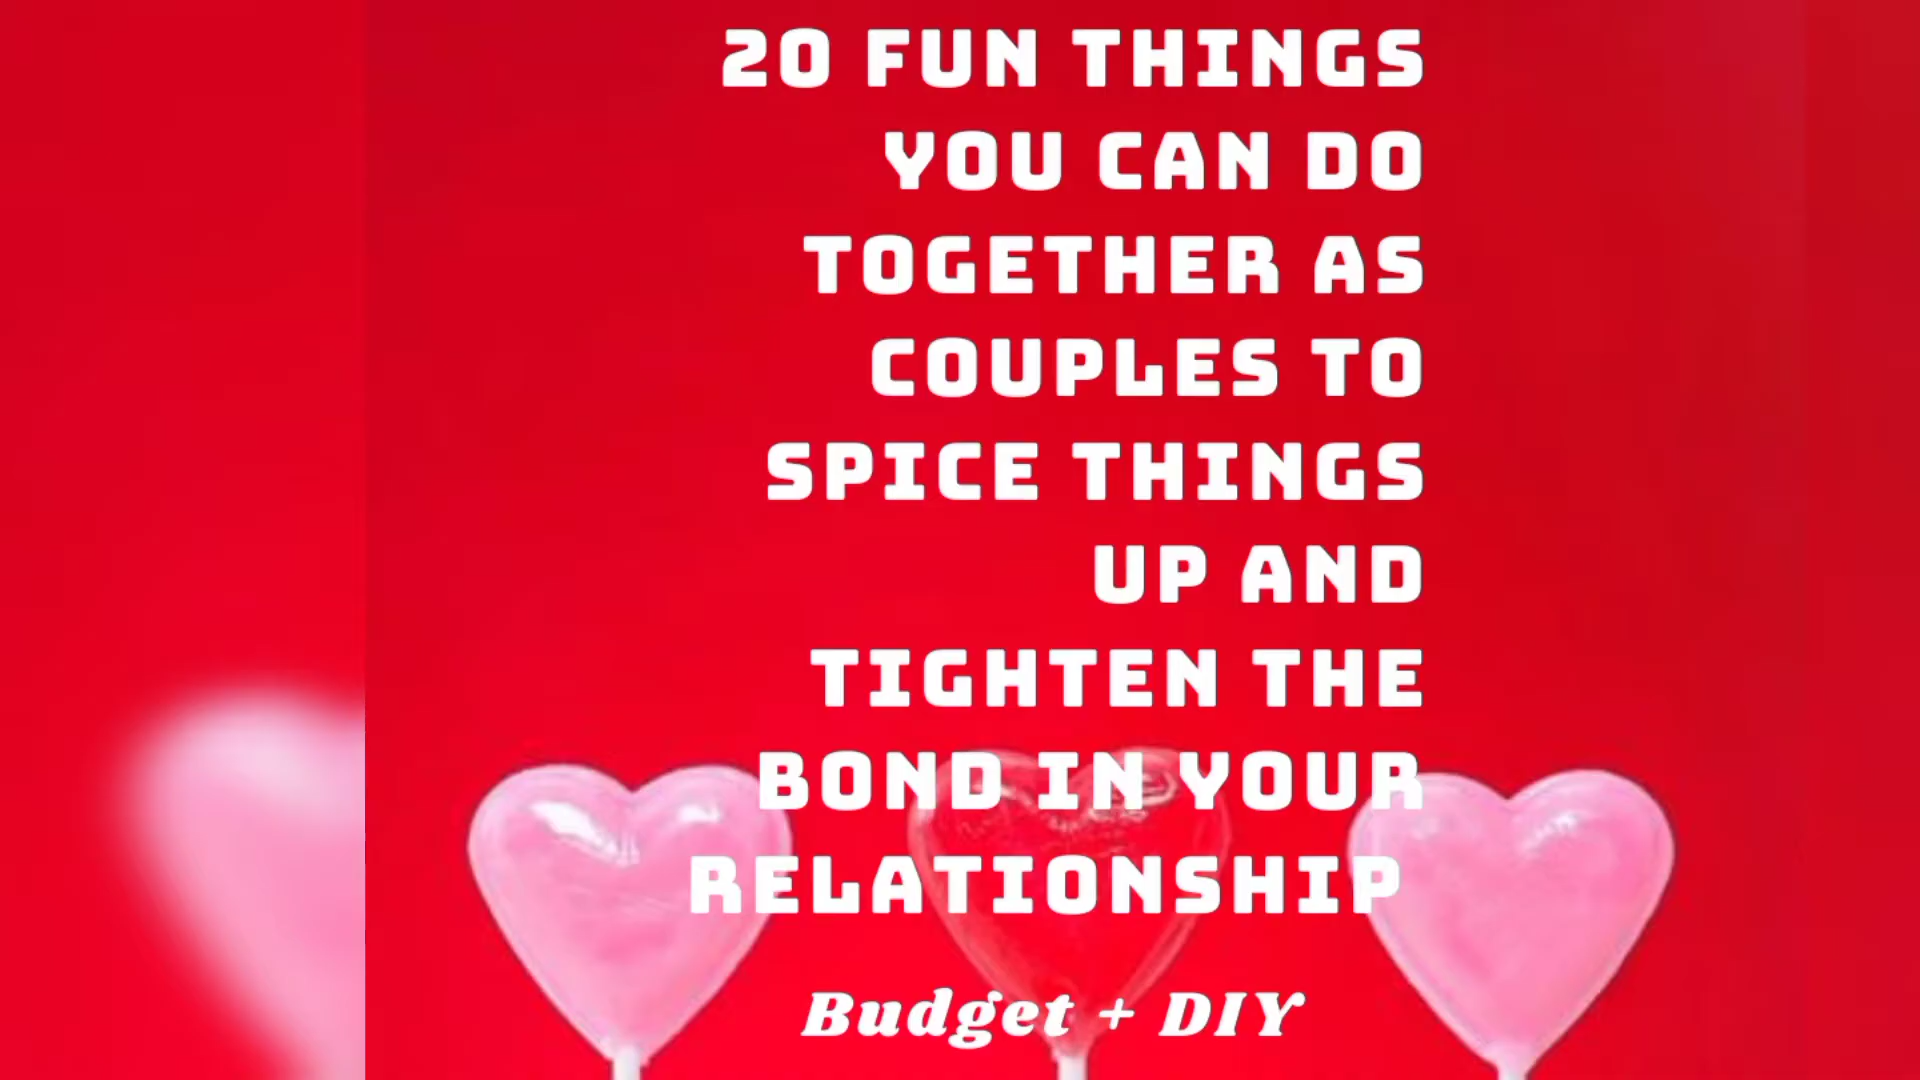 20 FUN THINGS
YOU CAN DO
TOGETHER AS
COUPLES TO
SPICE THINGS
UP AND
TIGHTEN THE
BOND IN YOUR
RELATIONSHIP
Budget + DIY